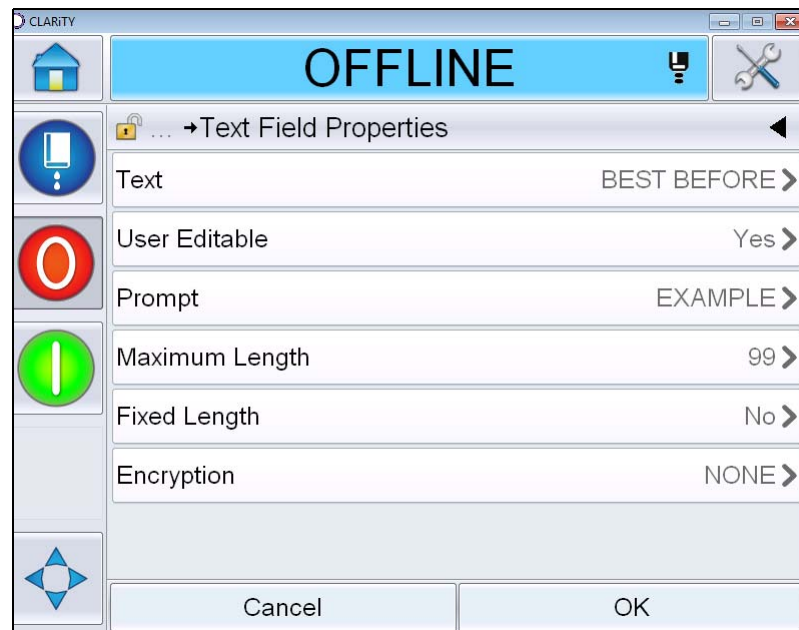 CLARiTY
OFFLINE
... →Text Field Properties
Text BEST BEFORE
User Editable Yes
Prompt EXAMPLE
Maximum Length 99
Fixed Length No
Encryption NONE
Cancel OK